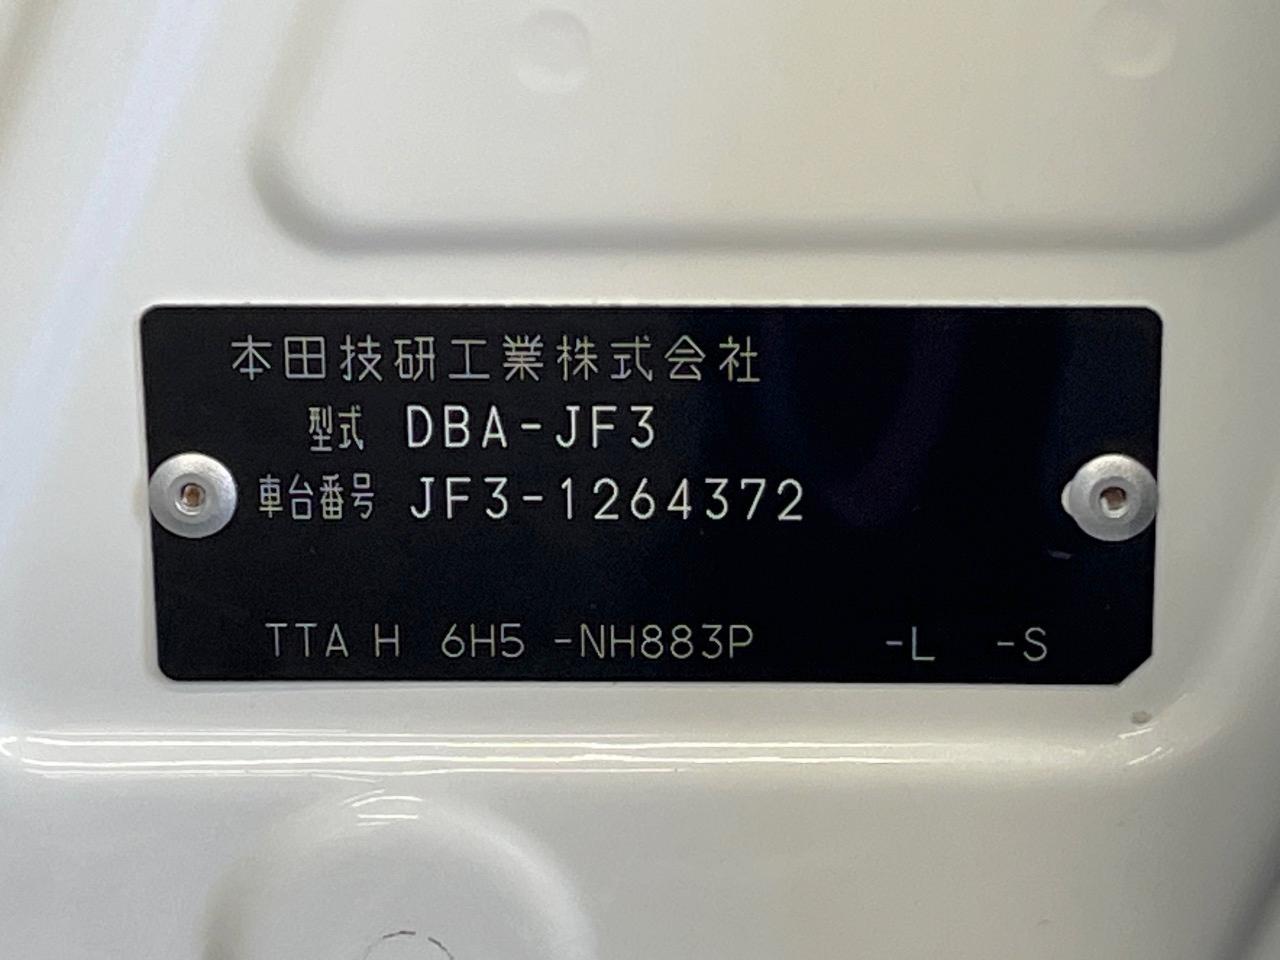 本田技研工業株式会社
型式 DBA-JF3
車台番号 JF3-1264372
TTA H 6H5 -NH883P -L -S